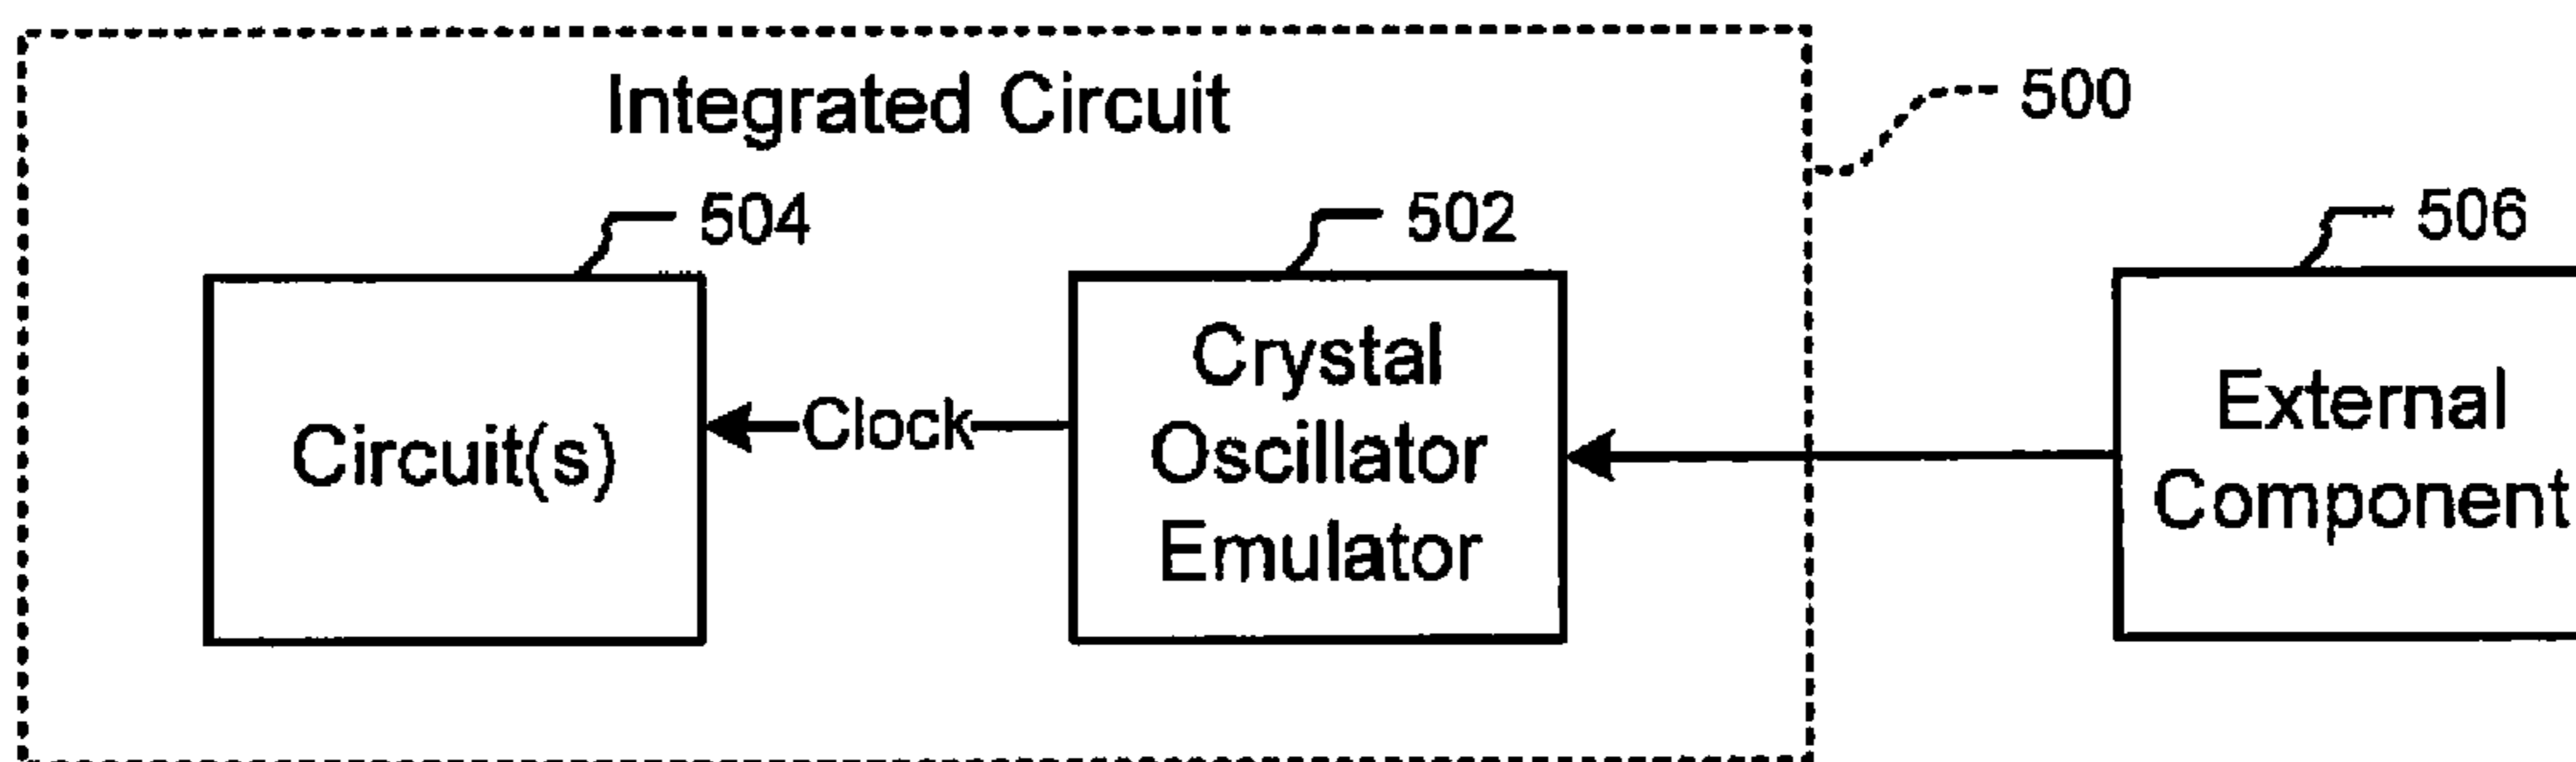 Integrated Circuit
500
504
502
506
Circuit(s)
Clock
Crystal
Oscillator
Emulator
External
Component